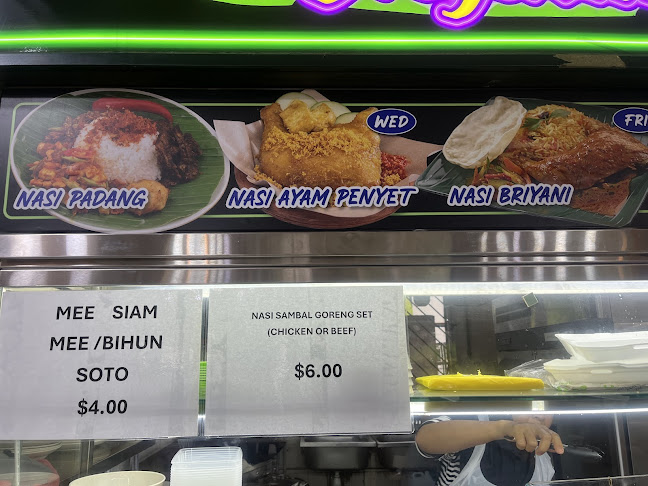 WED
FRI
NASI PADANG
NASI AYAM PENYET
NASI BRIYANI
MEE SIAM
MEE /BIHUN
SOTO
$4.00
NASI SAMBAL GORENG SET
(CHICKEN OR BEEF)
$6.00